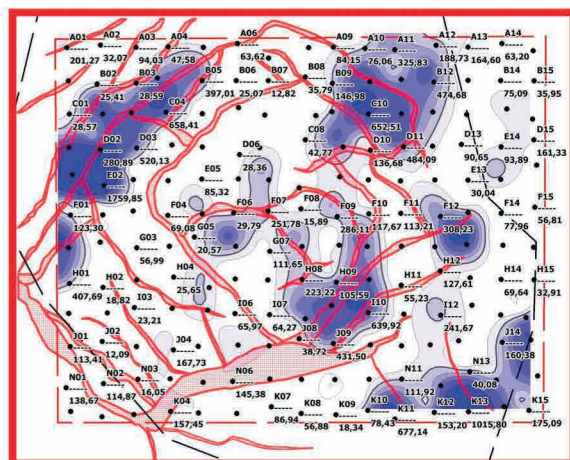 A01 A02 A03 A04 A06 A09 A10 A11 A12 A13 A14
201,27 32,07 94,03 47,58 63,62 84,15 76,06 325,83 188,73 164,60 63,20
B02 B03 B05 B06 B07 B08 B09 B12 B14 B15
25,41 28,59 397,01 25,07 12,82 35,79 146,98 474,68 75,09 35,95
C01 C04 C08 C10
28,57 658,41 42,77 652,51
D02 D03 D06 D10 D11 D13 E14 D15
280,89 520,13 28,36 136,68 484,09 90,65 93,89 161,33
E02 E05 E13
1759,85 85,32 30,04
F01 F04 F06 F07 F08 F09 F10 F11 F12 F14 F15
123,30 69,08 29,79 251,78 15,89 286,11 117,67 113,21 308,23 77,96 56,81
G03 G05 G07
56,99 20,57 111,65
H01 H02 H04 H08 H09 H11 H12 H14 H15
407,69 18,82 25,65 223,22 105,59 55,23 127,61 69,64 32,91
I03 I06 I07 I10 I12
23,21 65,97 64,27 639,92 241,67
J01 J02 J04 J08 J09 J14
113,41 12,09 167,73 38,72 431,50 160,38
N01 N02 N03 N06 N11 N13
138,67 114,87 16,05 145,38 111,92 40,08
K04 K07 K08 K09 K10 K11 K12 K13 K15
157,45 86,94 56,88 18,34 78,43 677,14 153,20 1015,80 175,09